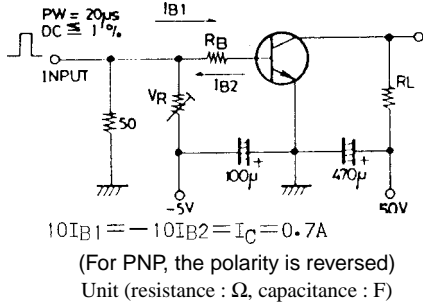 PW = 20μs
DC ≦ 1%
IB1
INPUT
RB
IB2
VR
50
RL
100μ
+
470μ
+
-5V
50V
10IB1=-10IB2=IC=0.7A
(For PNP, the polarity is reversed)
Unit (resistance : Ω, capacitance : F)